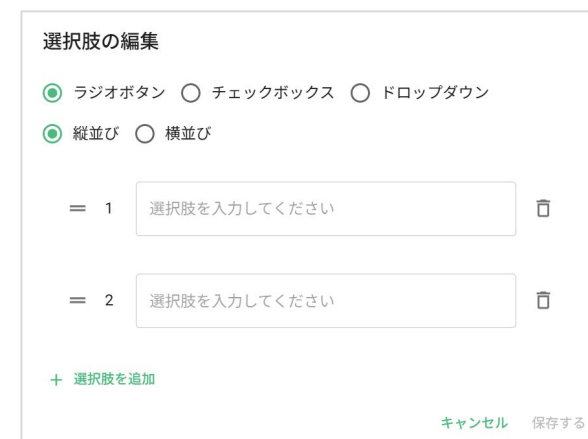 選択肢の編集
ラジオボタン チェックボックス ドロップダウン
縦並び 横並び
1 選択肢を入力してください
2 選択肢を入力してください
+ 選択肢を追加
キャンセル 保存する